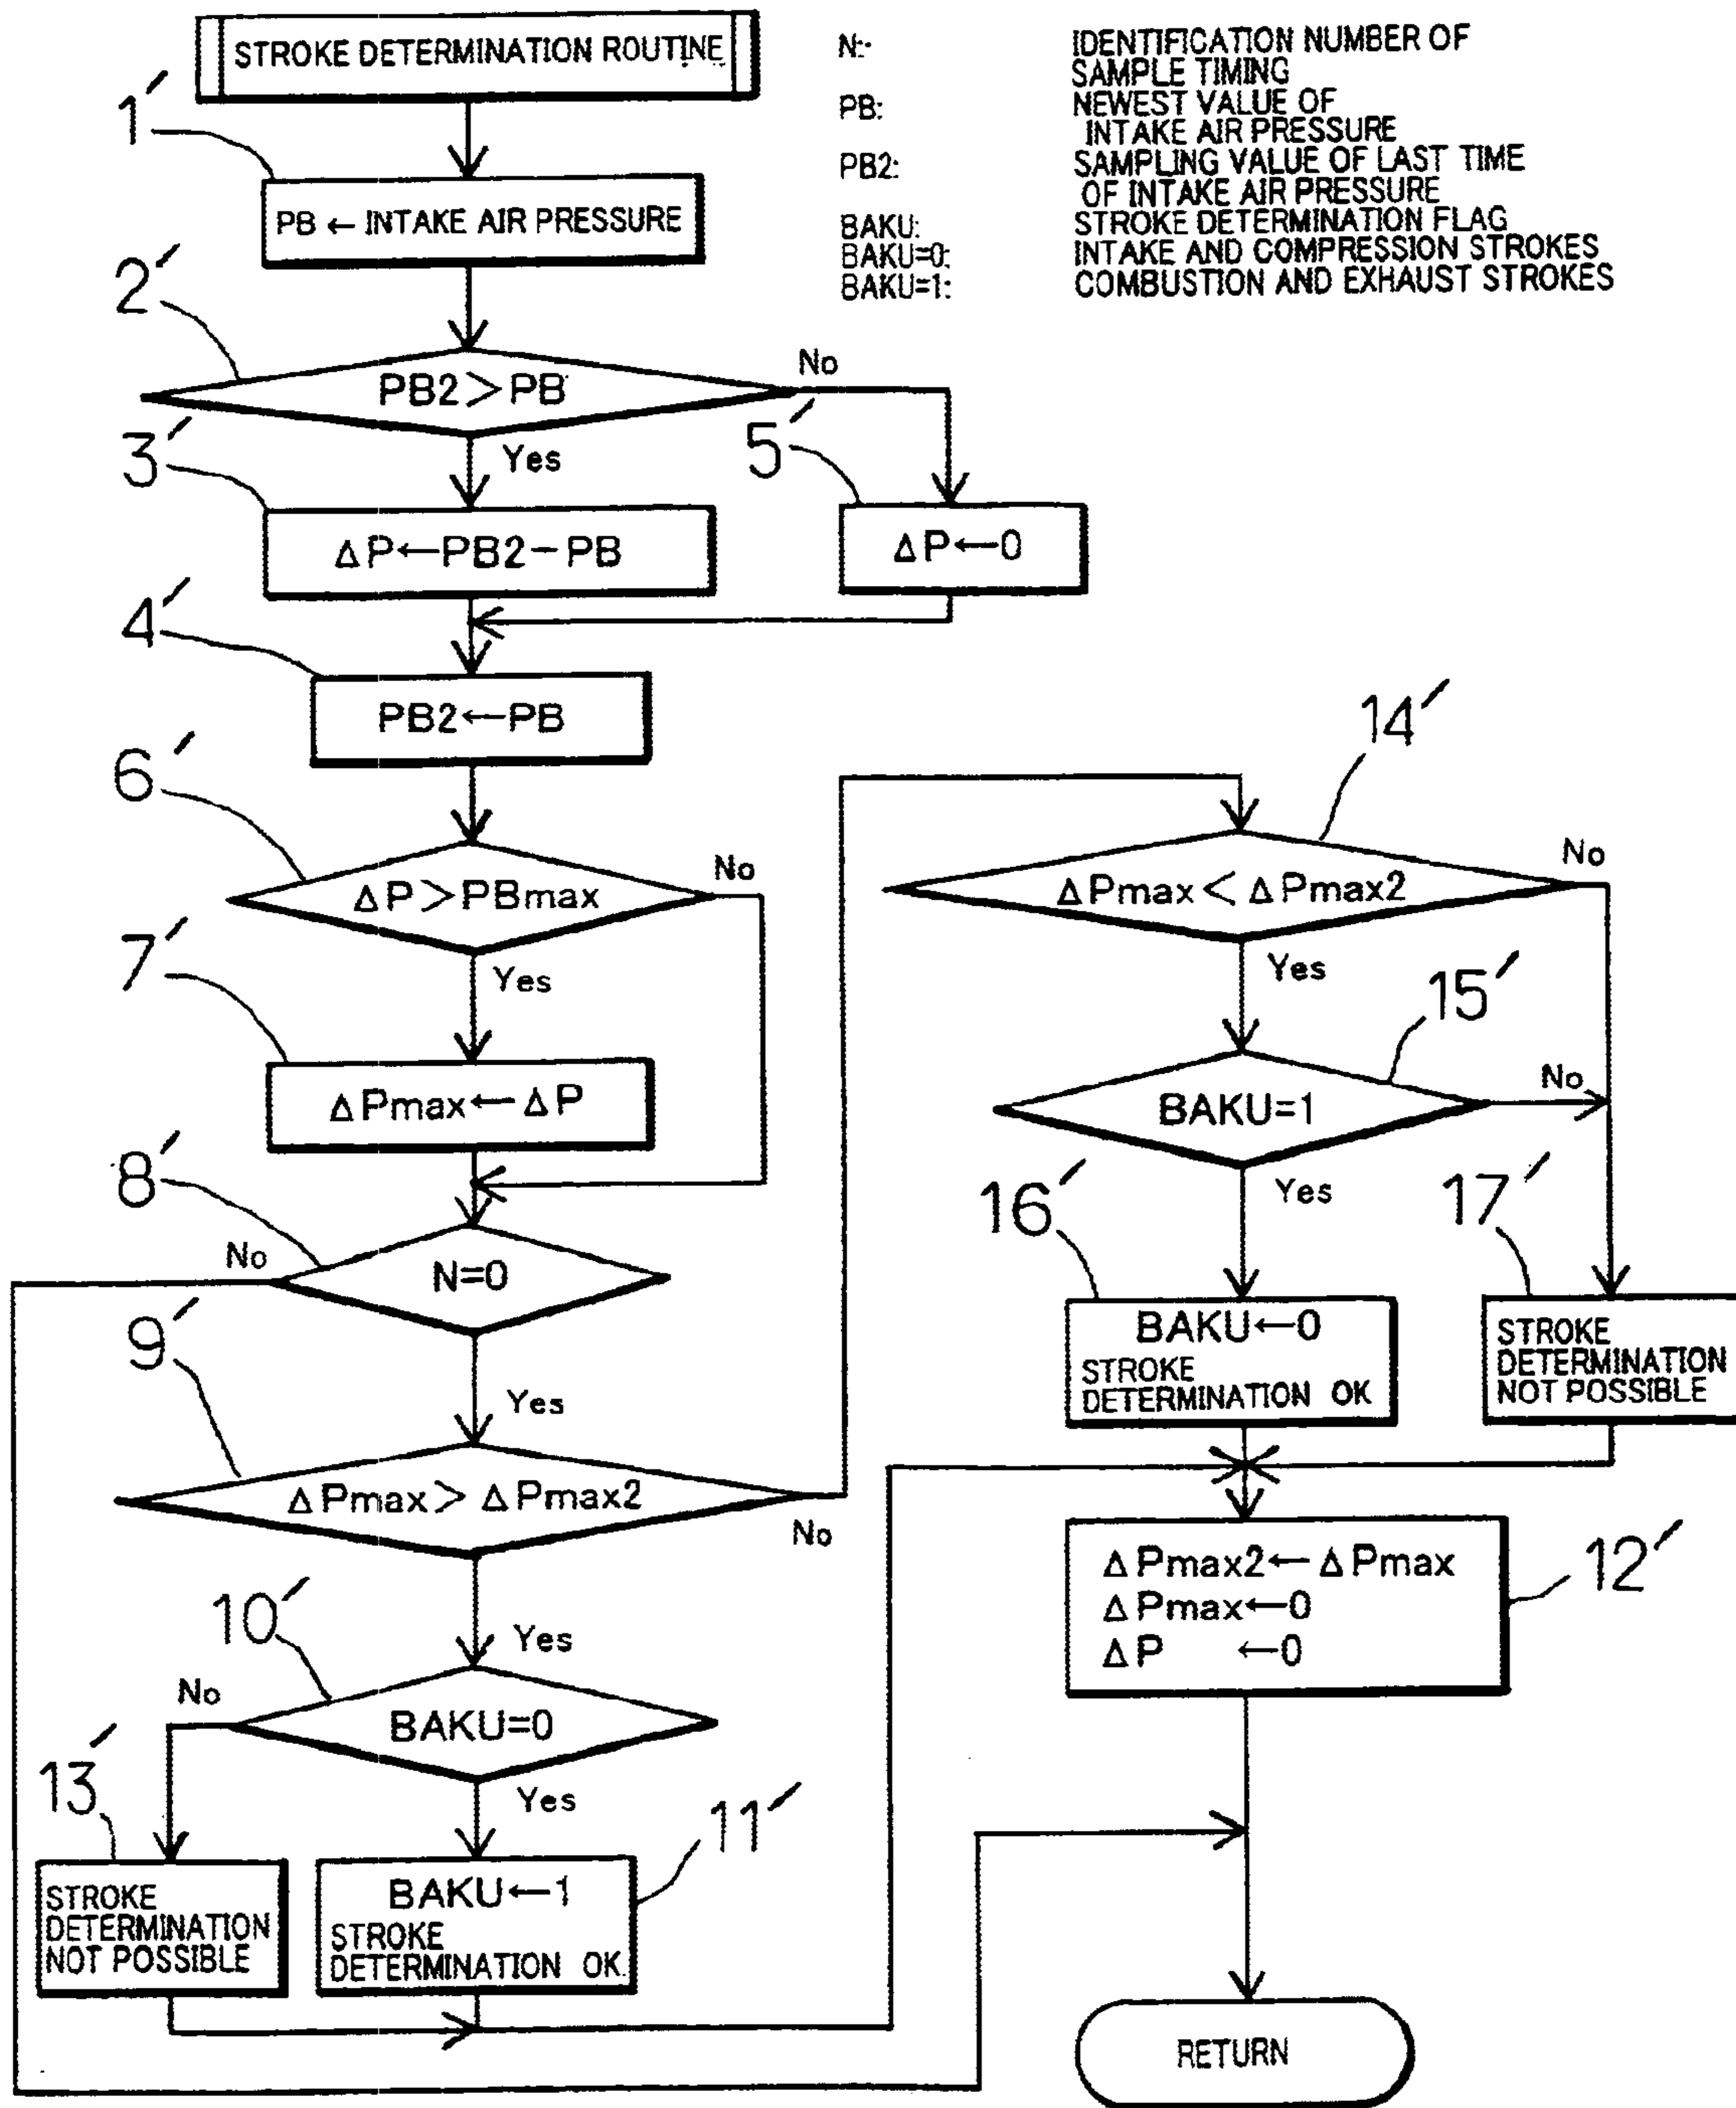 STROKE DETERMINATION ROUTINE
N:
IDENTIFICATION NUMBER OF
SAMPLE TIMING
PB:
NEWEST VALUE OF
INTAKE AIR PRESSURE
PB2:
SAMPLING VALUE OF LAST TIME
OF INTAKE AIR PRESSURE
BAKU:
STROKE DETERMINATION FLAG
BAKU=0:
INTAKE AND COMPRESSION STROKES
BAKU=1:
COMBUSTION AND EXHAUST STROKES
1'
PB ← INTAKE AIR PRESSURE
2'
PB2>PB
No
Yes
3'
ΔP←PB2-PB
5'
ΔP←0
4'
PB2←PB
6'
ΔP>PBmax
No
Yes
7'
ΔPmax←ΔP
8'
N=0
No
Yes
9'
ΔPmax>ΔPmax2
No
Yes
10'
BAKU=0
No
Yes
13'
STROKE
DETERMINATION
NOT POSSIBLE
11'
BAKU←1
STROKE
DETERMINATION OK
14'
ΔPmax<ΔPmax2
No
Yes
15'
BAKU=1
No
Yes
16'
BAKU←0
STROKE
DETERMINATION OK
17'
STROKE
DETERMINATION
NOT POSSIBLE
12'
ΔPmax2←ΔPmax
ΔPmax←0
ΔP ←0
RETURN